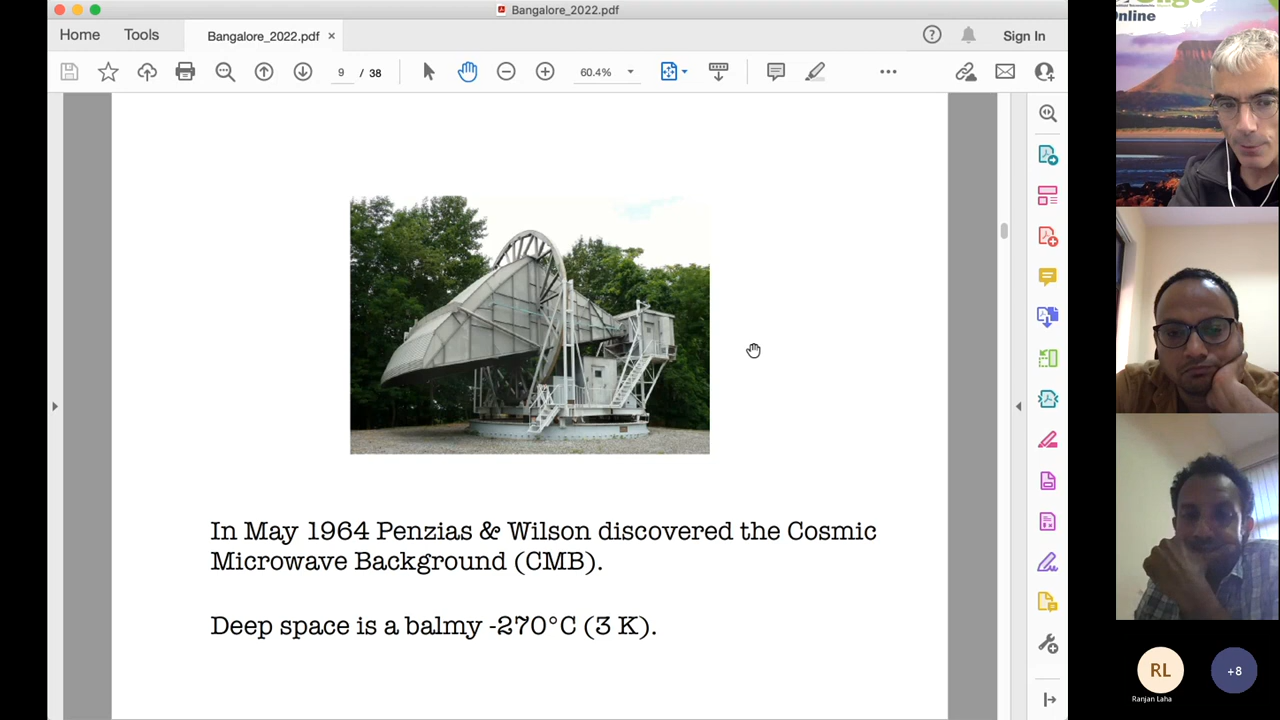 Bangalore_2022.pdf
Home Tools Bangalore_2022.pdf × Sign In
9 / 38 60.4%
In May 1964 Penzias & Wilson discovered the Cosmic
Microwave Background (CMB).
Deep space is a balmy -270°C (3 K).
Online
RL
+8
Ranjan Laha